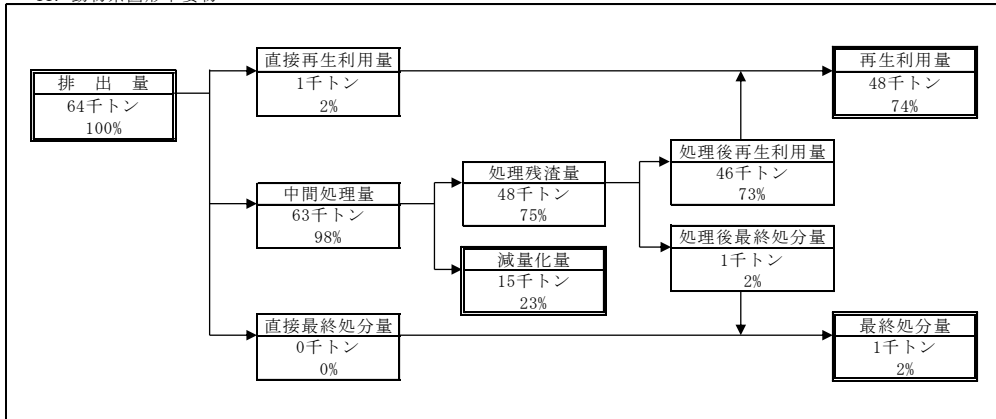 排 出 量
64千トン
100%
直接再生利用量
1千トン
2%
再生利用量
48千トン
74%
中間処理量
63千トン
98%
処理残渣量
48千トン
75%
処理後再生利用量
46千トン
73%
減量化量
15千トン
23%
処理後最終処分量
1千トン
2%
直接最終処分量
0千トン
0%
最終処分量
1千トン
2%